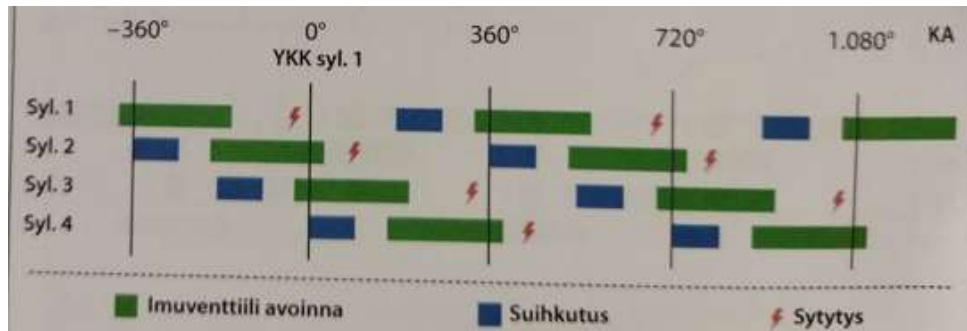 −360° 0° 360° 720° 1.080° KA
YKK syl. 1
Syl. 1
Syl. 2
Syl. 3
Syl. 4
Imuventtiili avoinna Suihkutus Sytytys